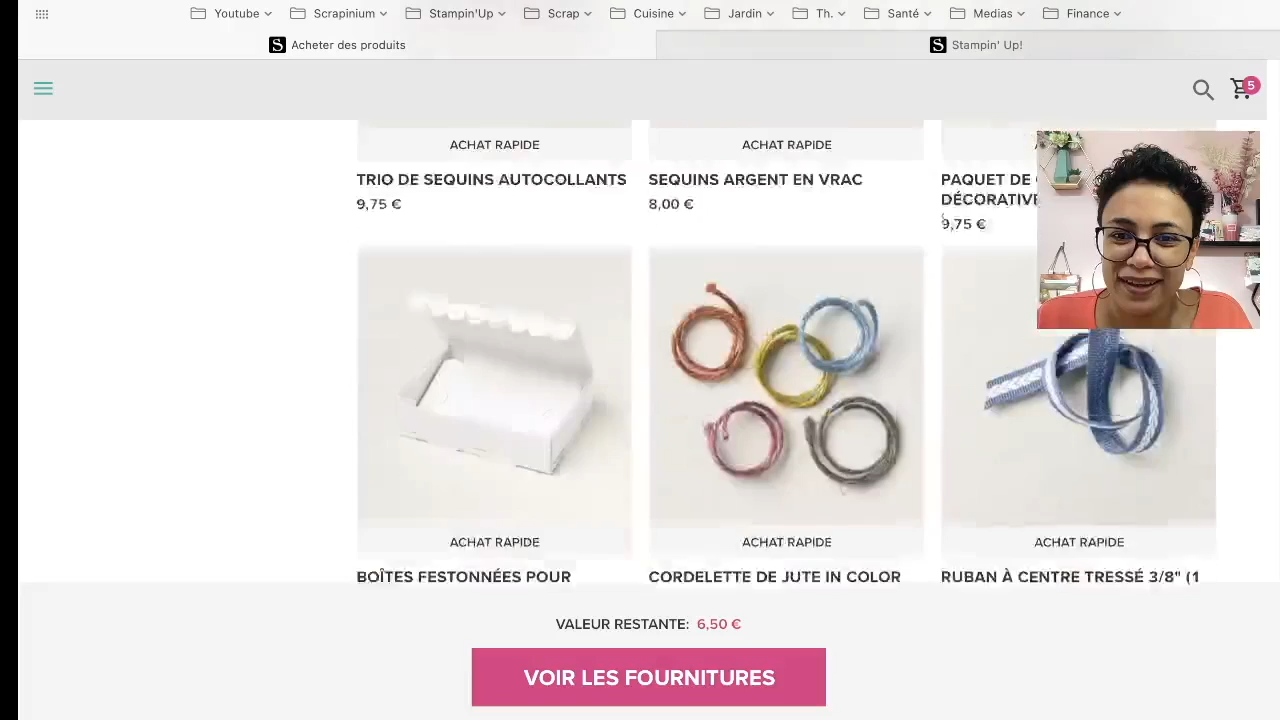 Youtube
Scrapinium
Stampin'Up
Scrap
Cuisine
Jardin
Th.
Santé
Medias
Finance
S Acheter des produits
S Stampin' Up!
5
ACHAT RAPIDE
ACHAT RAPIDE
TRIO DE SEQUINS AUTOCOLLANTS
9,75 €
SEQUINS ARGENT EN VRAC
8,00 €
PAQUET DE
DÉCORATIVE
9,75 €
ACHAT RAPIDE
ACHAT RAPIDE
ACHAT RAPIDE
BOÎTES FESTONNÉES POUR
CORDELETTE DE JUTE IN COLOR
RUBAN À CENTRE TRESSÉ 3/8" (1
VALEUR RESTANTE: 6,50 €
VOIR LES FOURNITURES